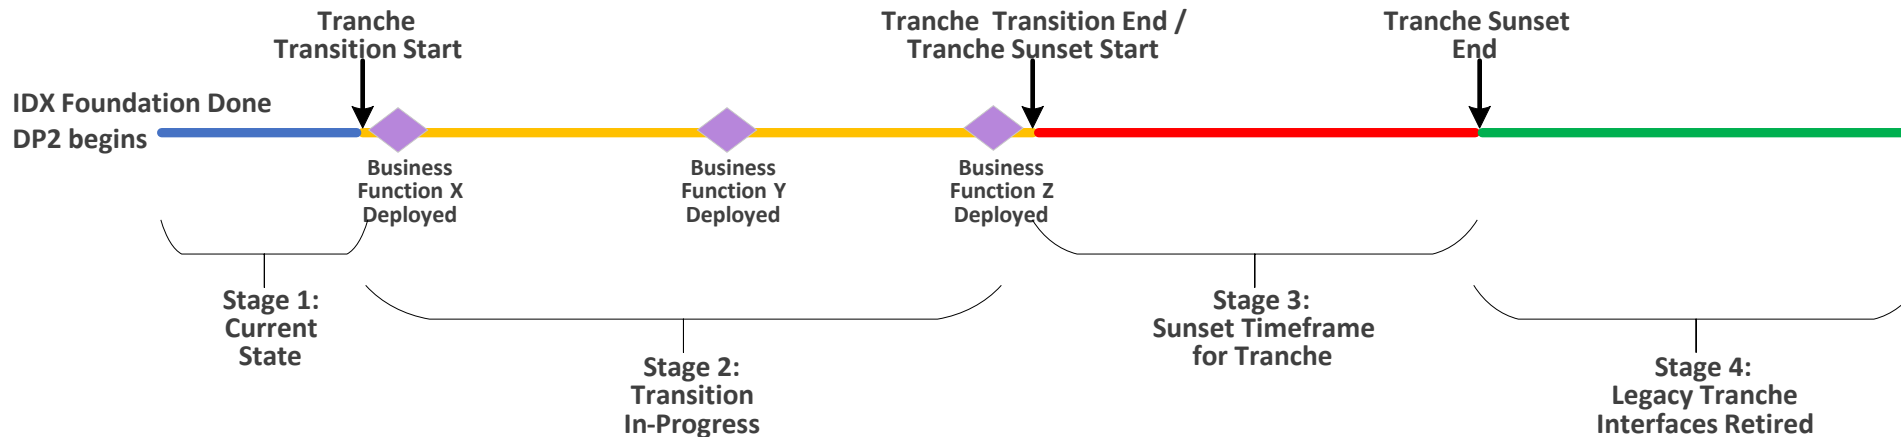 Tranche
Transition Start
Tranche  Transition End /
Tranche Sunset Start
Tranche Sunset
End
IDX Foundation Done
DP2 begins
Business
Function X
Deployed
Business
Function Y
Deployed
Business
Function Z
Deployed
Stage 1:
Current
State
Stage 2:
Transition
In-Progress
Stage 3:
Sunset Timeframe
for Tranche
Stage 4:
Legacy Tranche
Interfaces Retired